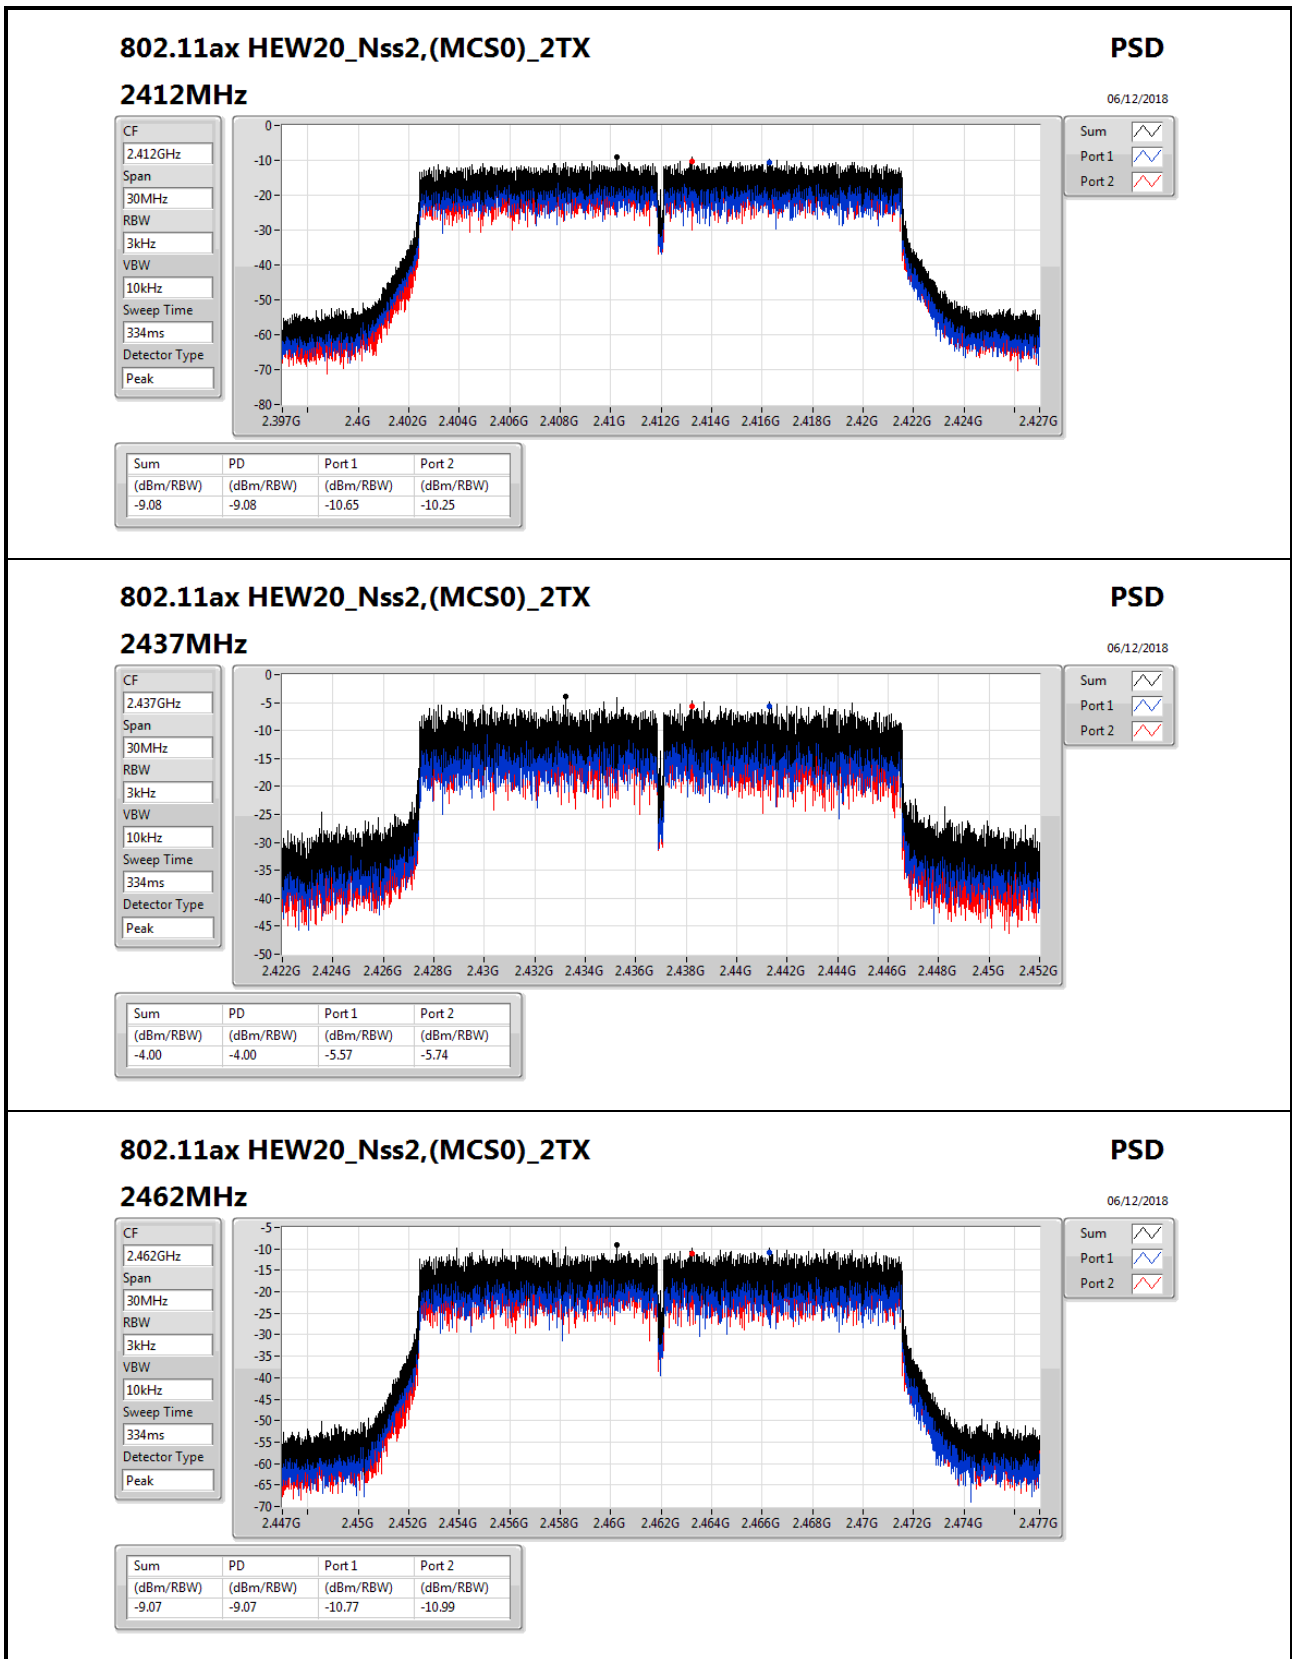 802.11ax HEW20_Nss2,(MCS0)_2TX PSD
2412MHz 06/12/2018
CF
2.412GHz
Span
30MHz
RBW
3kHz
VBW
10kHz
Sweep Time
334ms
Detector Type
Peak
0
-10
-20
-30
-40
-50
-60
-70
-80
2.397G 2.4G 2.402G 2.404G 2.406G 2.408G 2.41G 2.412G 2.414G 2.416G 2.418G 2.42G 2.422G 2.424G 2.427G
Sum
Port 1
Port 2
Sum PD Port 1 Port 2
(dBm/RBW) (dBm/RBW) (dBm/RBW) (dBm/RBW)
-9.08 -9.08 -10.65 -10.25
802.11ax HEW20_Nss2,(MCS0)_2TX PSD
2437MHz 06/12/2018
CF
2.437GHz
Span
30MHz
RBW
3kHz
VBW
10kHz
Sweep Time
334ms
Detector Type
Peak
0
-5
-10
-15
-20
-25
-30
-35
-40
-45
-50
2.422G 2.424G 2.426G 2.428G 2.43G 2.432G 2.434G 2.436G 2.438G 2.44G 2.442G 2.444G 2.446G 2.448G 2.45G 2.452G
Sum
Port 1
Port 2
Sum PD Port 1 Port 2
(dBm/RBW) (dBm/RBW) (dBm/RBW) (dBm/RBW)
-4.00 -4.00 -5.57 -5.74
802.11ax HEW20_Nss2,(MCS0)_2TX PSD
2462MHz 06/12/2018
CF
2.462GHz
Span
30MHz
RBW
3kHz
VBW
10kHz
Sweep Time
334ms
Detector Type
Peak
-5
-10
-15
-20
-25
-30
-35
-40
-45
-50
-55
-60
-65
-70
2.447G 2.45G 2.452G 2.454G 2.456G 2.458G 2.46G 2.462G 2.464G 2.466G 2.468G 2.47G 2.472G 2.474G 2.477G
Sum
Port 1
Port 2
Sum PD Port 1 Port 2
(dBm/RBW) (dBm/RBW) (dBm/RBW) (dBm/RBW)
-9.07 -9.07 -10.77 -10.99